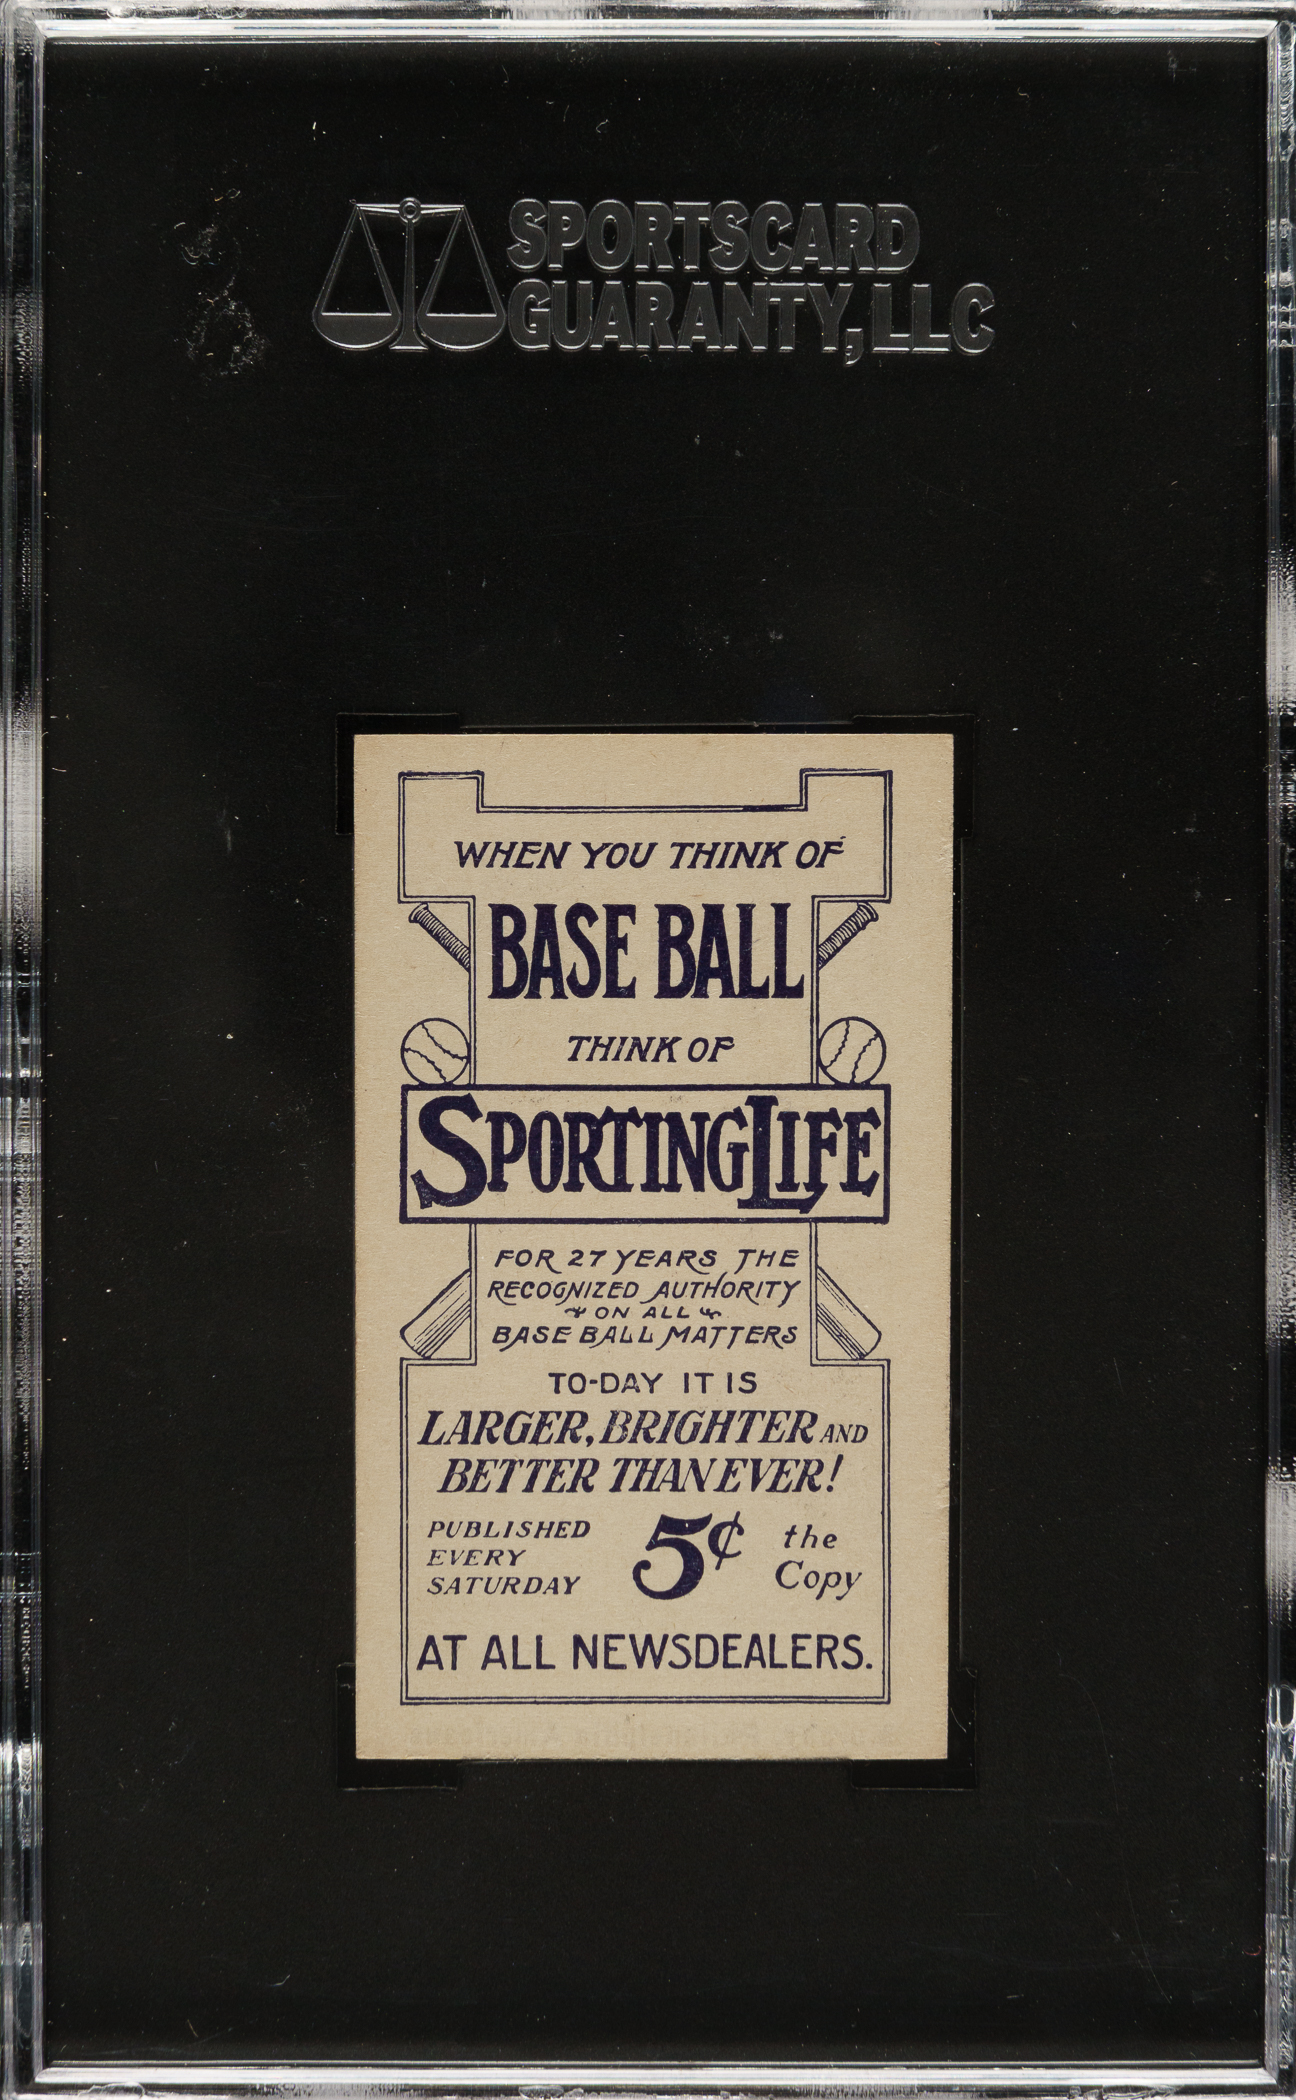 SPORTSCARD
GUARANTY, LLC
WHEN YOU THINK OF
BASE BALL
THINK OF
SPORTING LIFE
FOR 27 YEARS THE
RECOGNIZED AUTHORITY
ON ALL
BASE BALL MATTERS
TO-DAY IT IS
LARGER, BRIGHTER AND
BETTER THAN EVER!
PUBLISHED
EVERY
SATURDAY
5¢ the
Copy
AT ALL NEWSDEALERS.